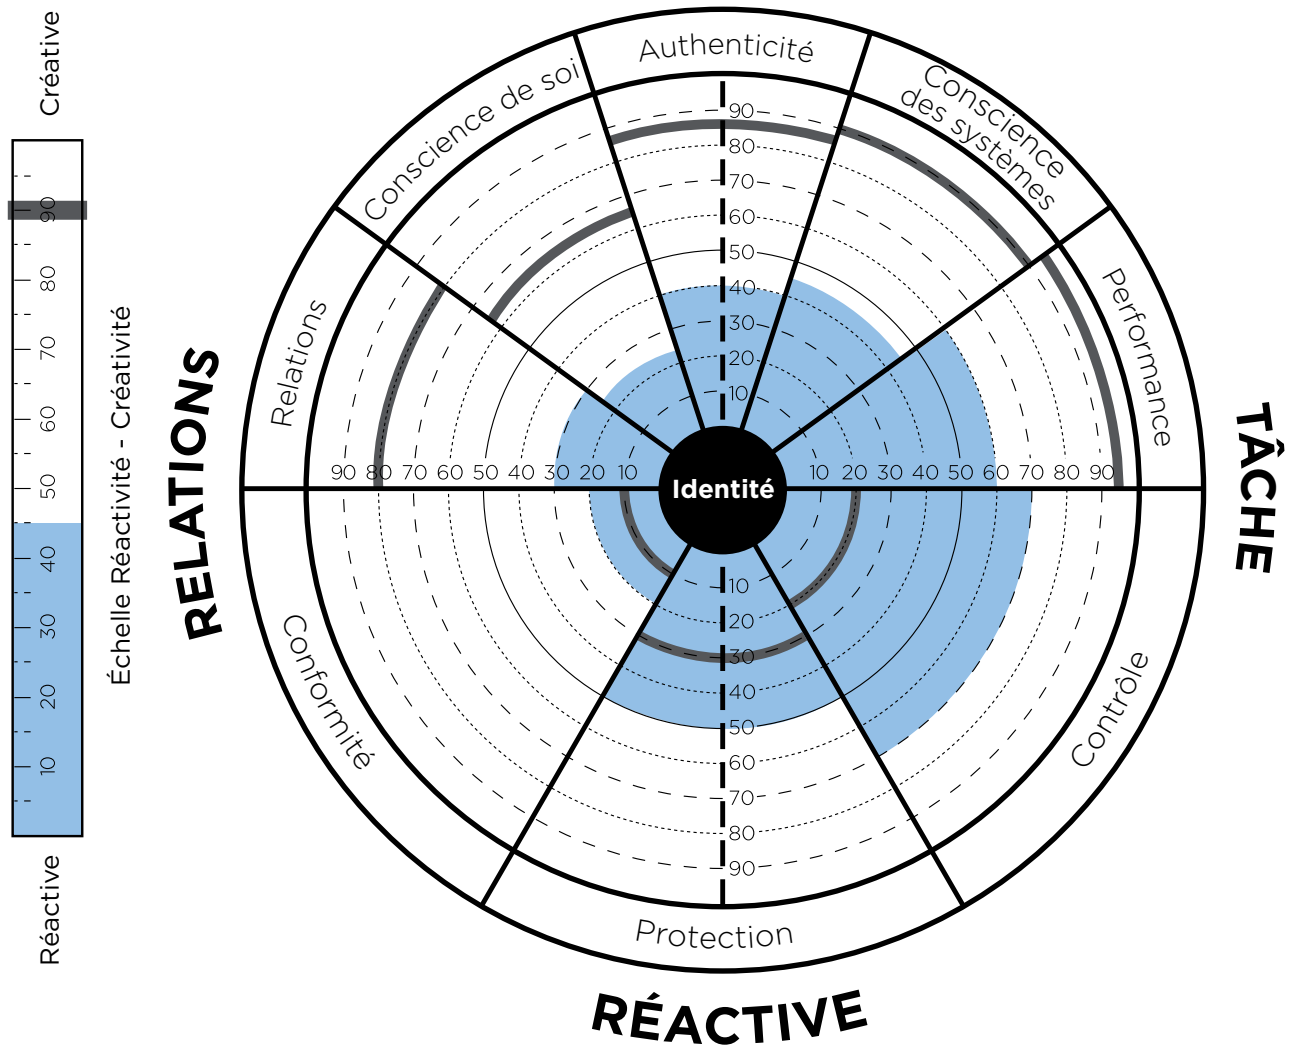 Créative
90
80
70
60
50
40
30
20
10
Réactive
Échelle Réactivité - Créativité
Authenticité
Conscience de soi
Conscience
des systèmes
Relations
Performance
RELATIONS
TÂCHE
90
80
70
60
50
40
30
20
10
90 80 70 60 50 40 30 20 10
10 20 30 40 50 60 70 80 90
Identité
10
20
30
40
50
60
70
80
90
Conformité
Contrôle
Protection
RÉACTIVE